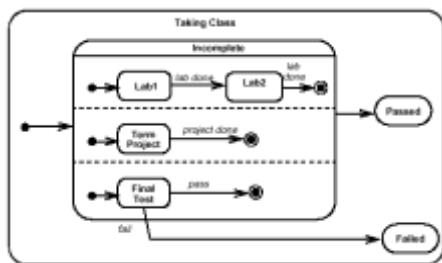 Taking Class
Incomplete
Lab1
lab done
Lab2
lab
done
Passed
Term
Project
project done
Final
Test
pass
fail
Failed